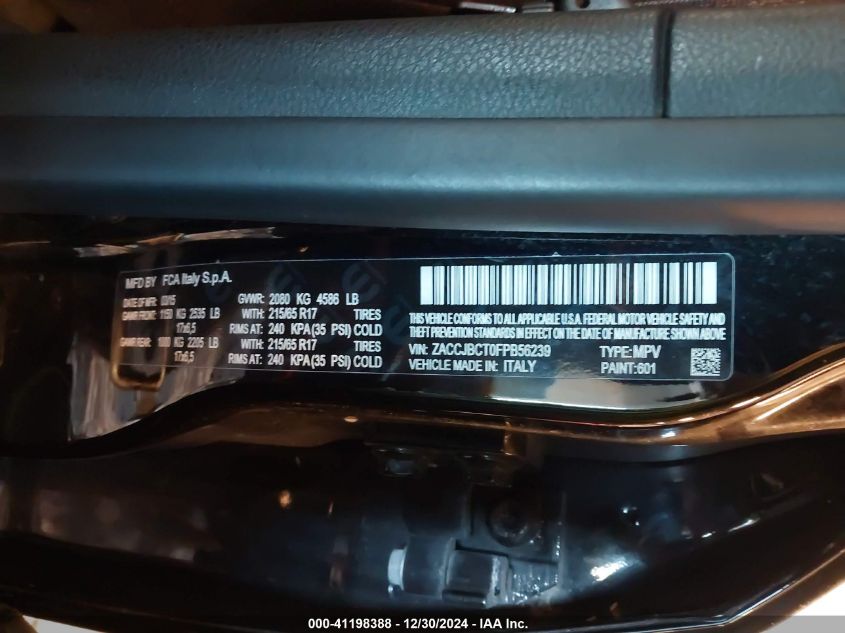 MFD BY FCA Italy S.p.A.
DATE OF MFR 03/15 GVWR: 2080 KG 4586 LB
GAWR FRONT: 1150 KG 2535 LB WITH: 215/65 R17 TIRES
17x6,5 RIMS AT: 240 KPA(35 PSI) COLD
GAWR REAR: 1000 KG 2205 LB WITH: 215/65 R17 TIRES
17x6,5 RIMS AT: 240 KPA(35 PSI) COLD
THIS VEHICLE CONFORMS TO ALL APPLICABLE U.S.A. FEDERAL MOTOR VEHICLE SAFETY AND
THEFT PREVENTION STANDARDS IN EFFECT ON THE DATE OF MANUFACTURE SHOWN ABOVE
VIN: ZACCJBCT0FPB56239 TYPE: MPV
VEHICLE MADE IN: ITALY PAINT: 601
000-41198388 - 12/30/2024 - IAA Inc.